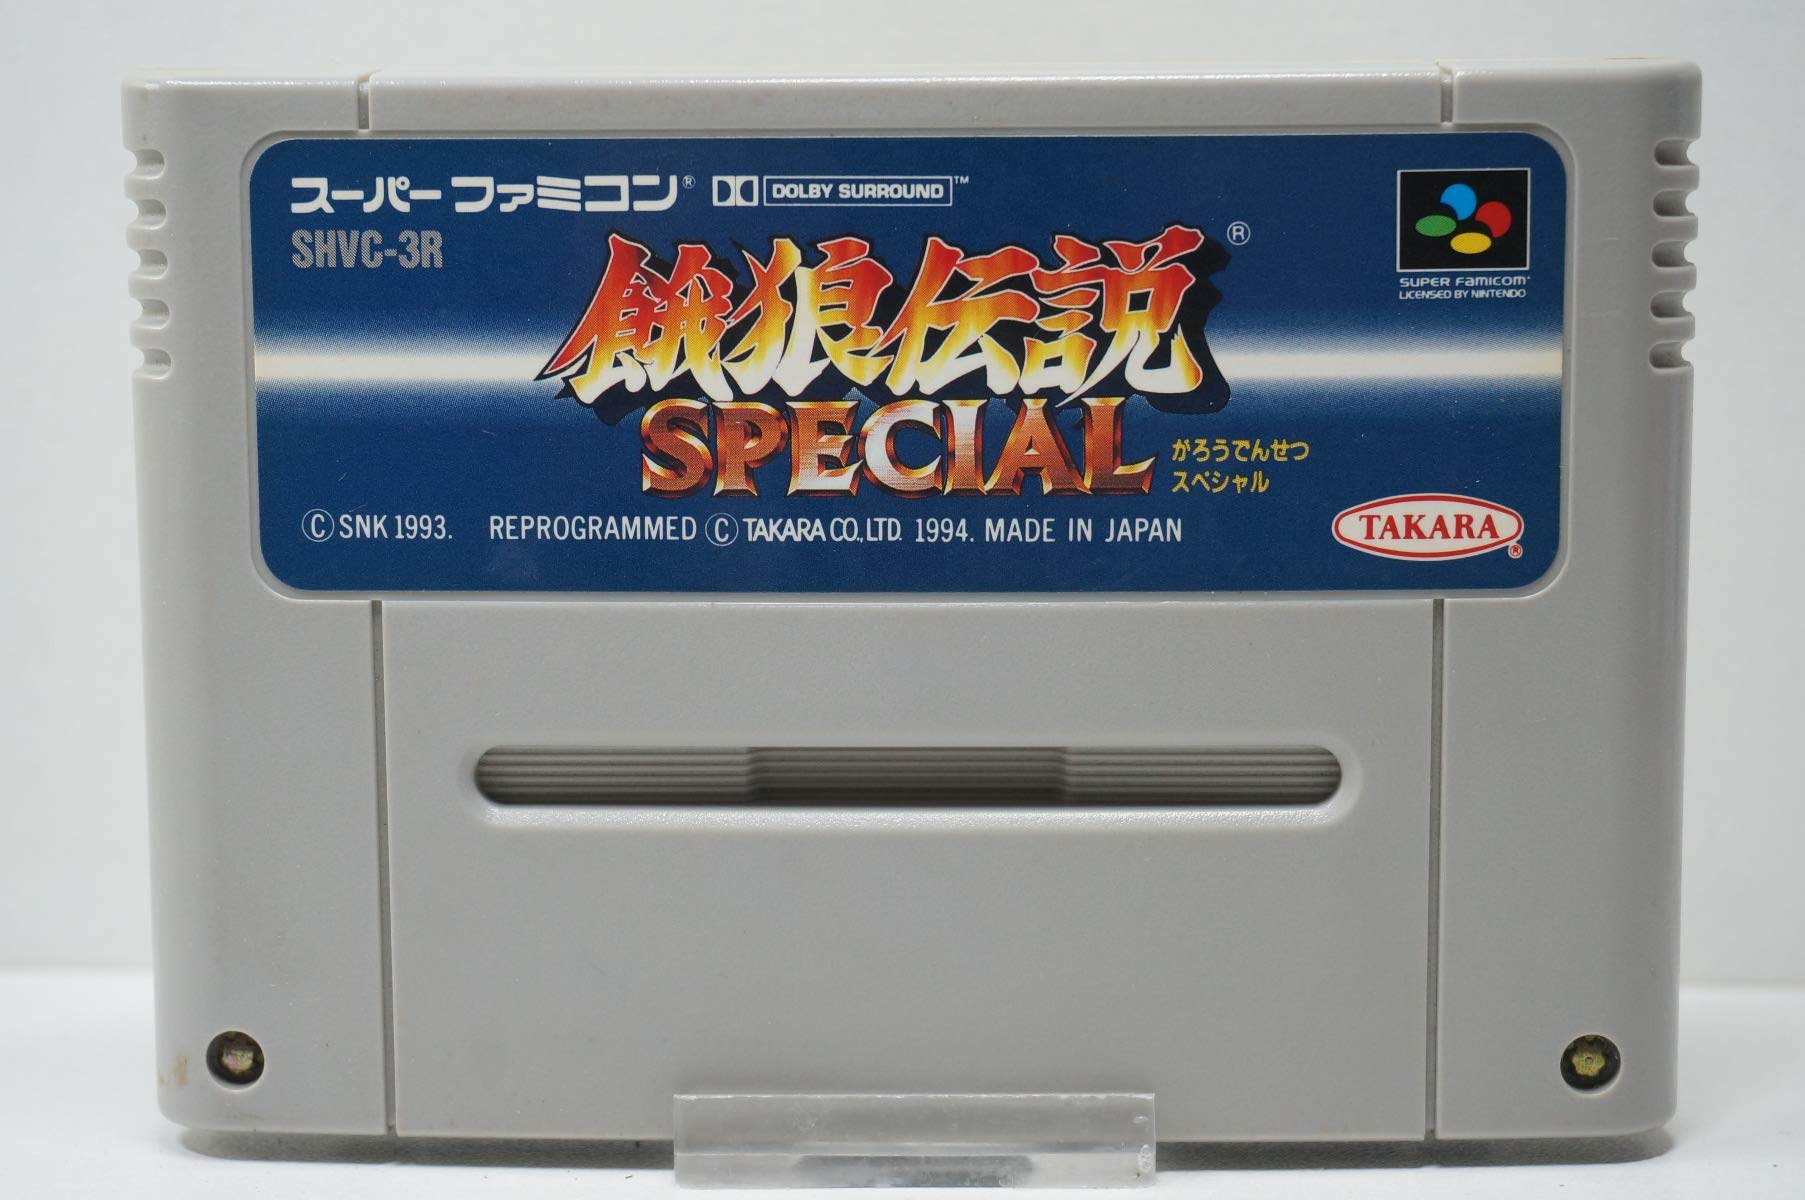 スーパーファミコン® DOLBY SURROUND™
SHVC-3R
餓狼伝説®
SPECIAL
がろうでんせつ
スペシャル
SUPER FAMICOM
LICENSED BY NINTENDO
© SNK 1993. REPROGRAMMED © TAKARA CO.,LTD. 1994. MADE IN JAPAN
TAKARA®